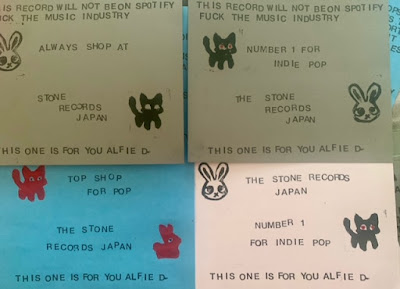 THIS RECORD WILL NOT BEON SPOTIFY
FUCK THE MUSIC INDUSTRY
ALWAYS SHOP AT
STONE
RECORDS
JAPAN
THIS ONE IS FOR YOU ALFIE D-
THIS RECORD WILL NOT BE ON SPOTIFY
FUCK THE MUSIC INDUSTRY
NUMBER 1 FOR
INDIE POP
THE STONE
RECORDS
JAPAN
THIS ONE IS FOR YOU ALFIE D-
TOP SHOP
FOR POP
THE STONE
RECORDS JAPAN
THIS ONE IS FOR YOU ALFIE D-
THE STONE RECORDS
JAPAN
NUMBER 1
FOR INDIE POP
THIS ONE IS FOR YOU ALFIE D-